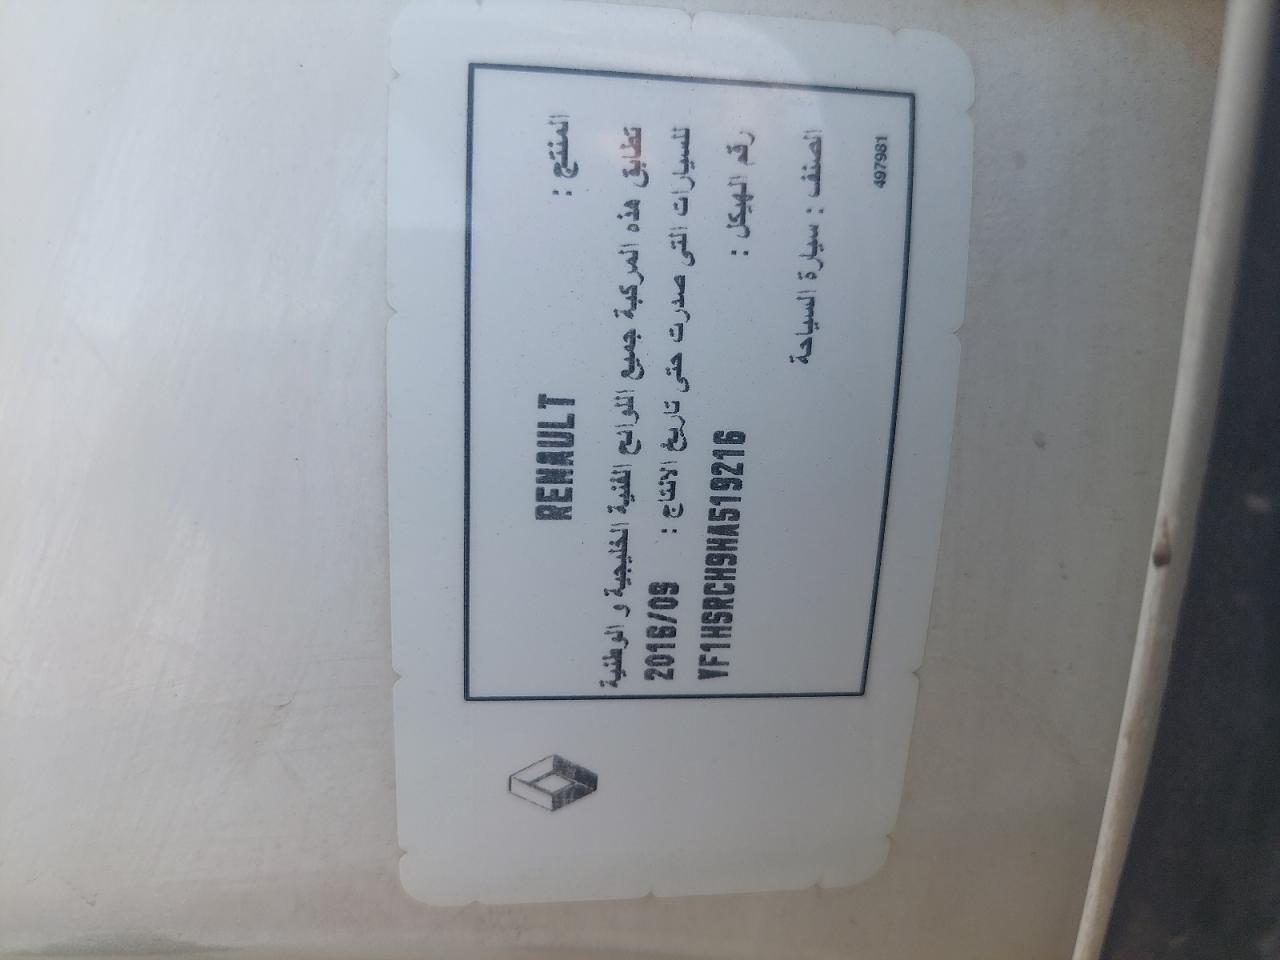 المنتج : RENAULT
تطابق هذه المركبة جميع اللوائح الفنية الخليجية و الوطنية
للسيارات التى صدرت حتى تاريخ الانتاج : 2016/09
رقم الهيكل : VF1HSRCH9HA519216
الصنف : سيارة السياحة
497981